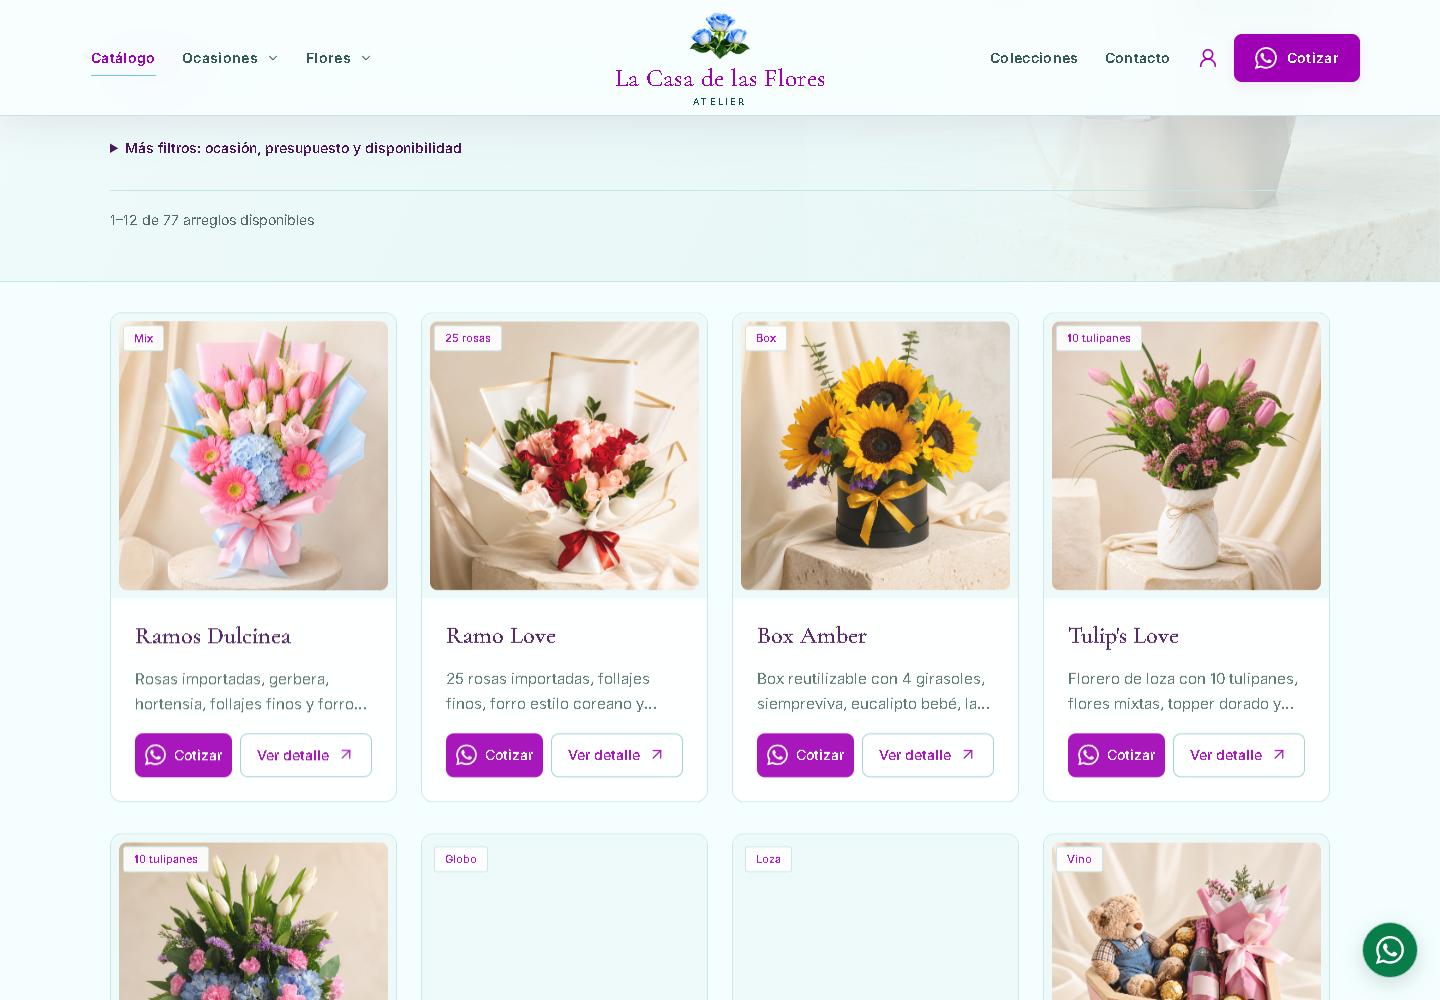 Catálogo
Ocasiones
Flores
La Casa de las Flores
ATELIER
Colecciones
Contacto
Cotizar
Más filtros: ocasión, presupuesto y disponibilidad
1–12 de 77 arreglos disponibles
Mix
25 rosas
Box
10 tulipanes
Ramos Dulcinea
Rosas importadas, gerbera,
hortensia, follajes finos y forro...
Cotizar
Ver detalle
Ramo Love
25 rosas importadas, follajes
finos, forro estilo coreano y...
Cotizar
Ver detalle
Box Amber
Box reutilizable con 4 girasoles,
siempreviva, eucalipto bebé, la...
Cotizar
Ver detalle
Tulip's Love
Florero de loza con 10 tulipanes,
flores mixtas, topper dorado y...
Cotizar
Ver detalle
10 tulipanes
Globo
Loza
Vino